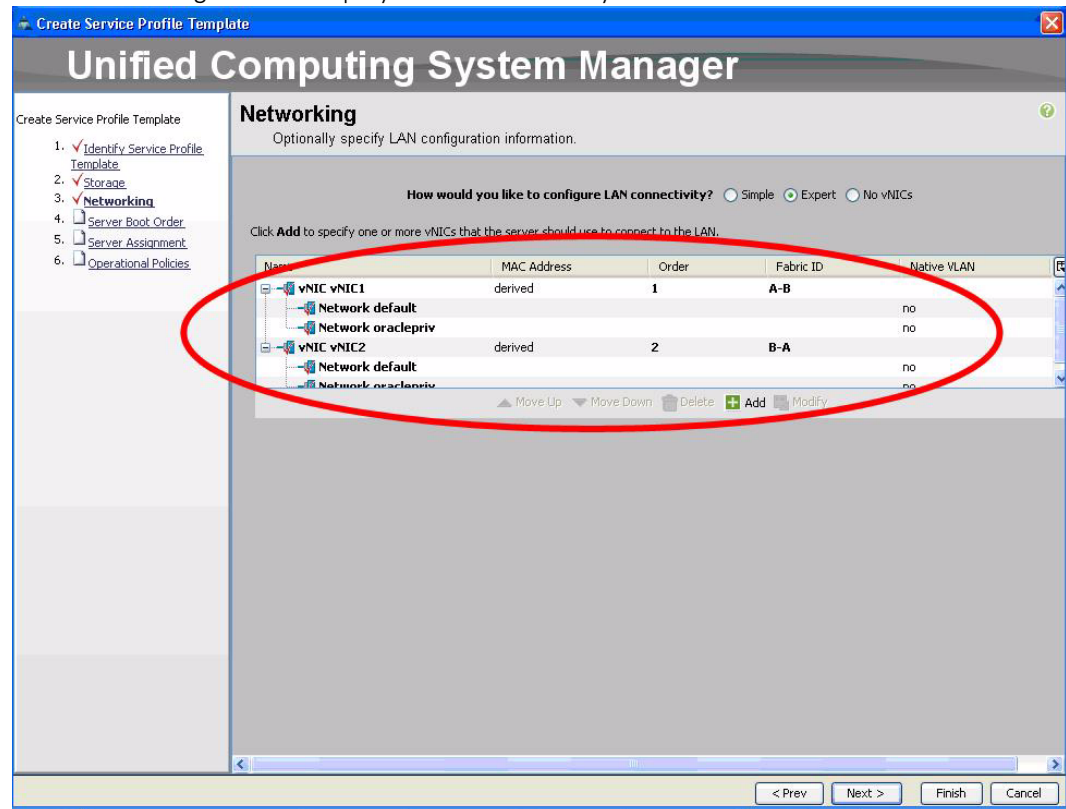 Create Service Profile Template
Unified Computing System Manager
Create Service Profile Template
1. Identify Service Profile
Template
2. Storage
3. Networking
4. Server Boot Order
5. Server Assignment
6. Operational Policies
Networking
Optionally specify LAN configuration information.
How would you like to configure LAN connectivity? Simple Expert No vNICs
Click Add to specify one or more vNICs that the server should use to connect to the LAN.
Name MAC Address Order Fabric ID Native VLAN
vNIC vNIC1 derived 1 A-B
Network default no
Network oraclepriv no
vNIC vNIC2 derived 2 B-A
Network default no
Network oraclepriv no
Move Up Move Down Delete Add Modify
< Prev Next > Finish Cancel